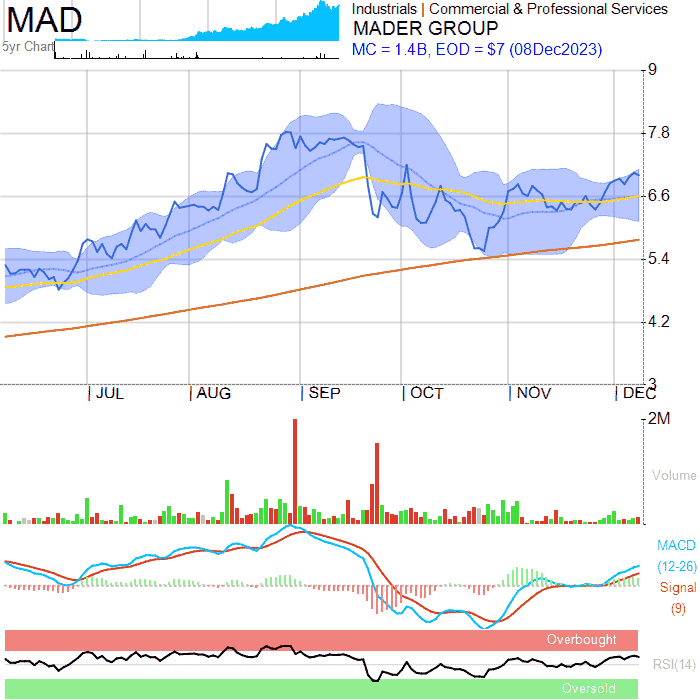 MAD
5yr Chart
Industrials | Commercial & Professional Services
MADER GROUP
MC = 1.4B, EOD = $7 (08Dec2023)
9
7.8
6.6
5.4
4.2
3
JUL AUG SEP OCT NOV DEC
2M
Volume
MACD
(12-26)
Signal
(9)
Overbought
RSI(14)
Oversold